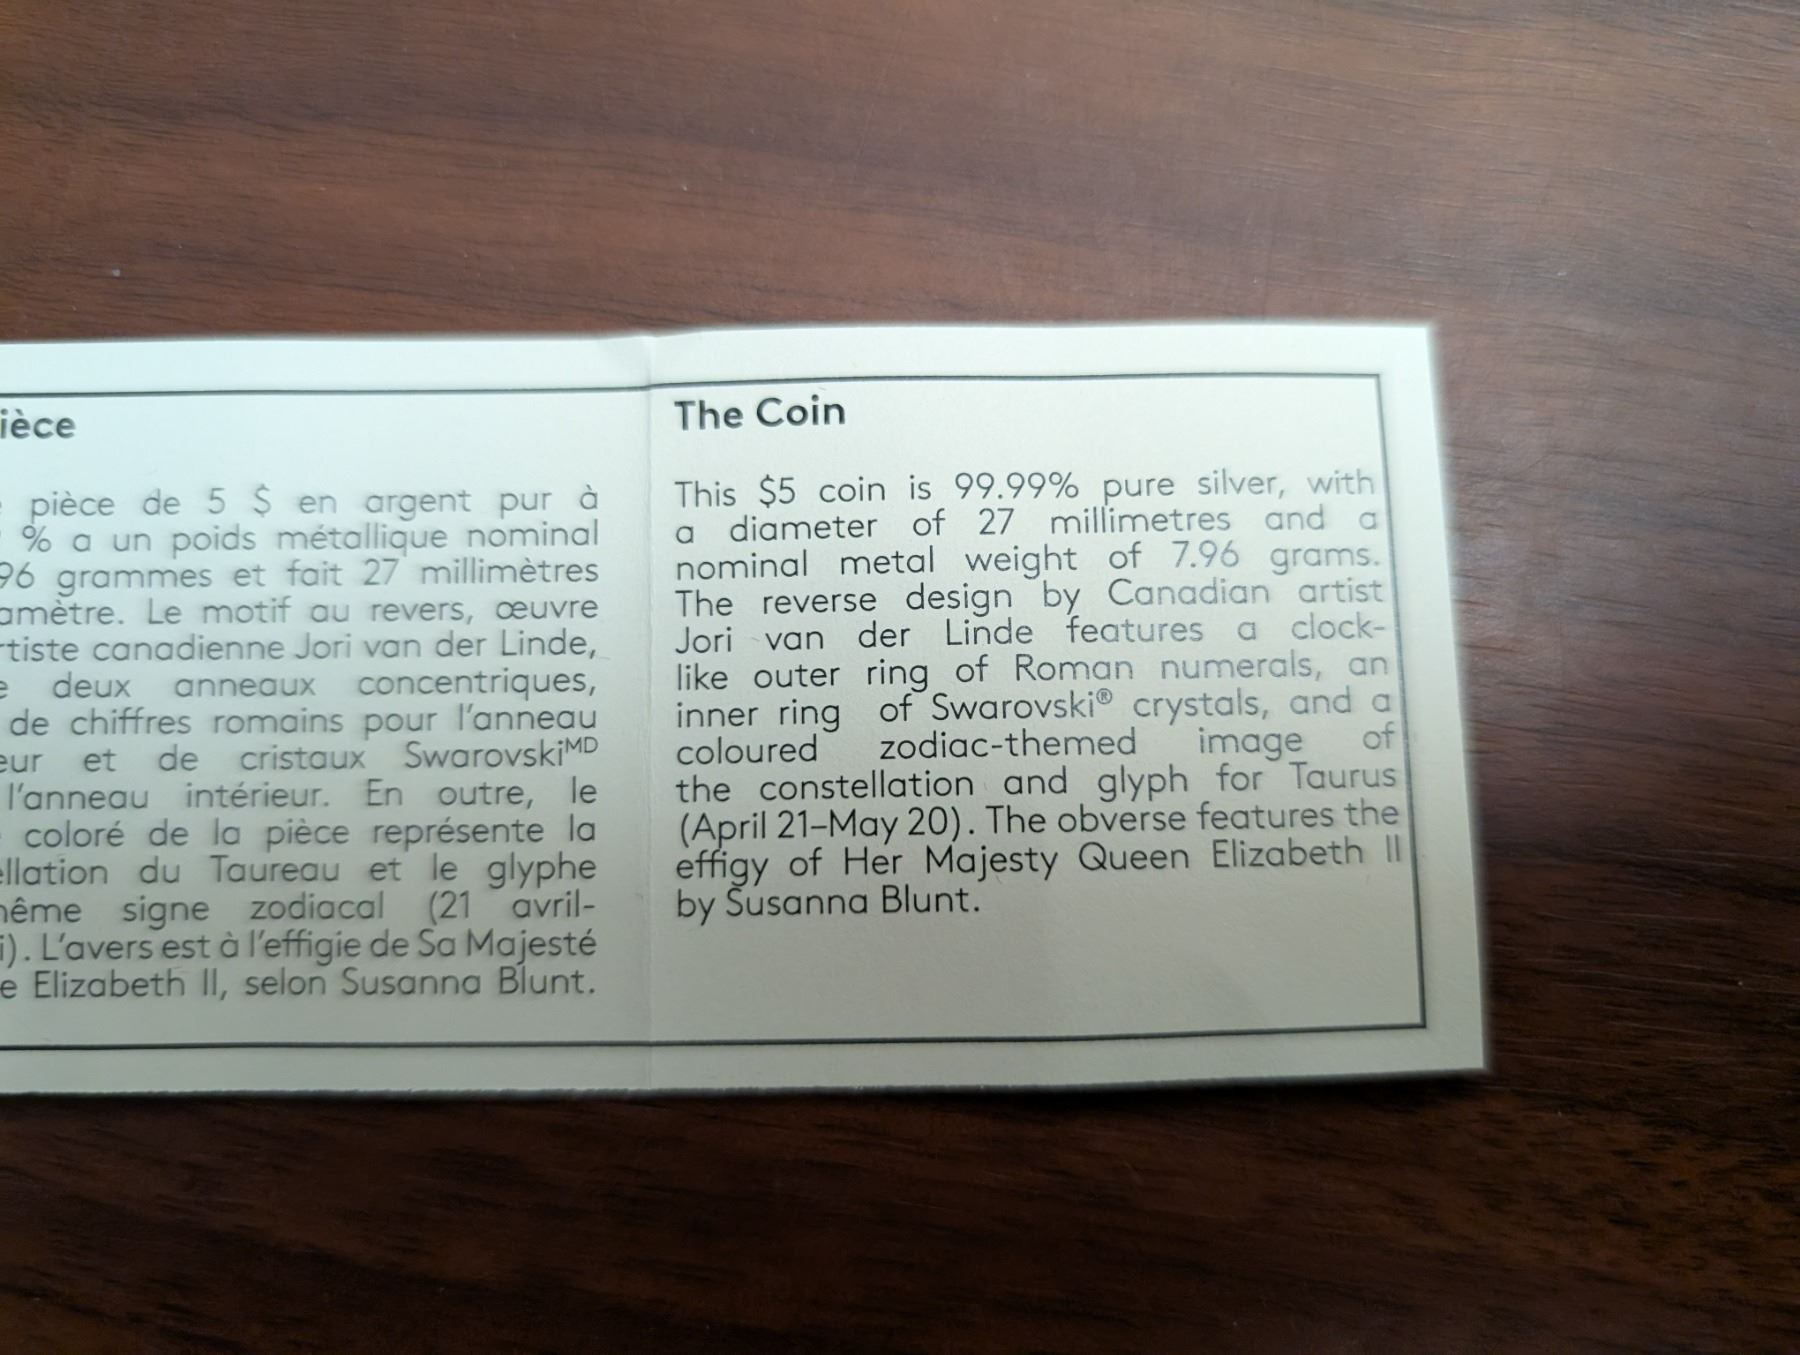 ièce
pièce de 5 $ en argent pur à
% a un poids métallique nominal
96 grammes et fait 27 millimètres
amètre. Le motif au revers, œuvre
rtiste canadienne Jori van der Linde,
e deux anneaux concentriques,
de chiffres romains pour l'anneau
eur et de cristaux Swarovskiᴹᴰ
l'anneau intérieur. En outre, le
coloré de la pièce représente la
ellation du Taureau et le glyphe
ême signe zodiacal (21 avril-
i). L'avers est à l'effigie de Sa Majesté
e Elizabeth II, selon Susanna Blunt.
The Coin
This $5 coin is 99.99% pure silver, with
a diameter of 27 millimetres and a
nominal metal weight of 7.96 grams.
The reverse design by Canadian artist
Jori van der Linde features a clock-
like outer ring of Roman numerals, an
inner ring of Swarovski® crystals, and a
coloured zodiac-themed image of
the constellation and glyph for Taurus
(April 21–May 20). The obverse features the
effigy of Her Majesty Queen Elizabeth II
by Susanna Blunt.